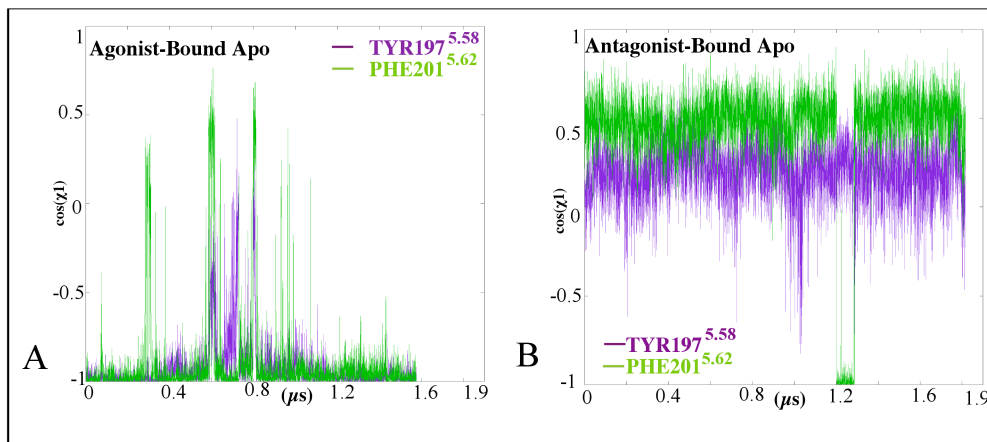 Agonist-Bound Apo
TYR197 5.58
PHE201 5.62
1
0.5
0
-0.5
-1
cos(χ1)
0
0.4
0.8
1.2
1.6
1.9
(µs)
A
Antagonist-Bound Apo
1
0.5
0
-0.5
-1
cos(χ1)
TYR197 5.58
PHE201 5.62
0
0.4
0.8
1.2
1.6
1.9
(µs)
B